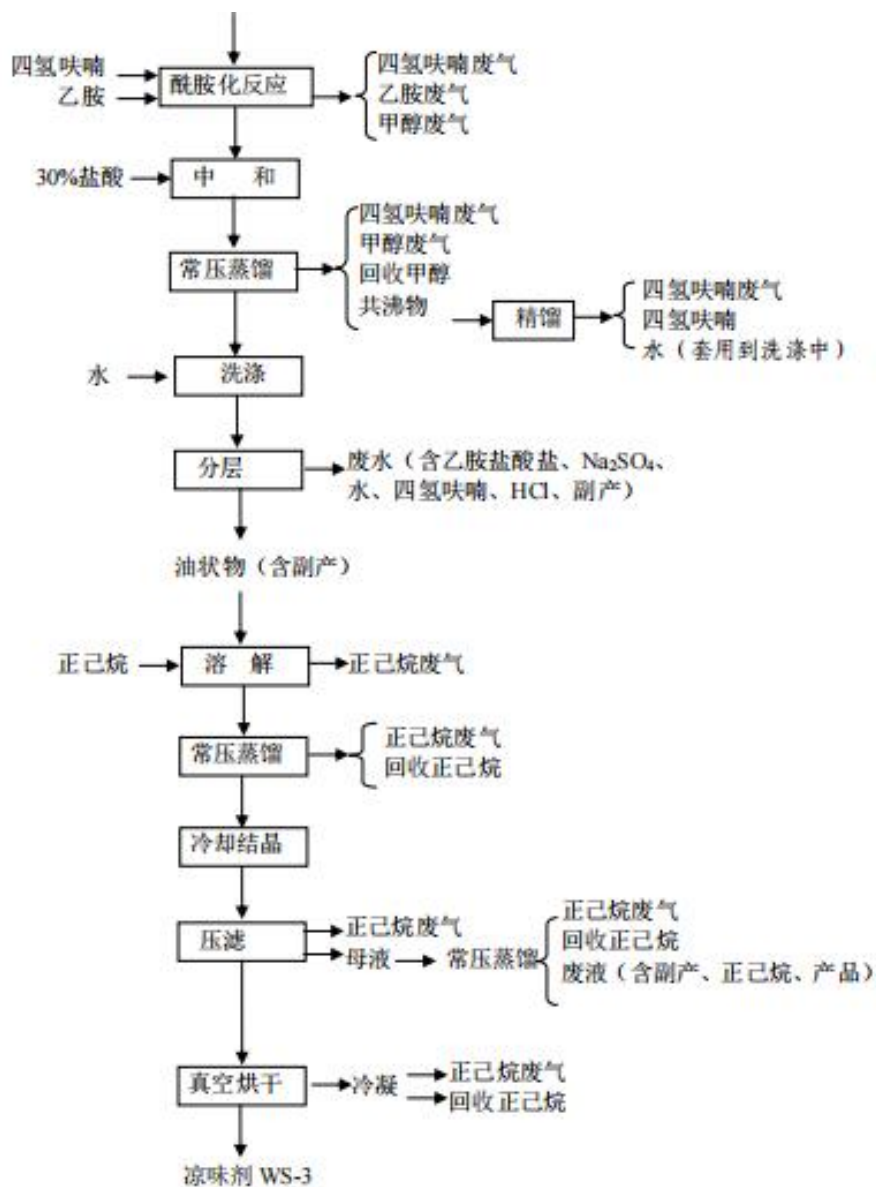 四氢呋喃
乙胺
酰胺化反应
四氢呋喃废气
乙胺废气
甲醇废气
30%盐酸
中 和
常压蒸馏
四氢呋喃废气
甲醇废气
回收甲醇
共沸物
精馏
四氢呋喃废气
四氢呋喃
水（套用到洗涤中）
水
洗涤
分层
废水（含乙胺盐酸盐、Na₂SO₄、
水、四氢呋喃、HCl、副产）
油状物（含副产）
正己烷
溶 解
正己烷废气
常压蒸馏
正己烷废气
回收正己烷
冷却结晶
压滤
正己烷废气
母液
常压蒸馏
正己烷废气
回收正己烷
废液（含副产、正己烷、产品）
真空烘干
冷凝
正己烷废气
回收正己烷
凉味剂 WS-3